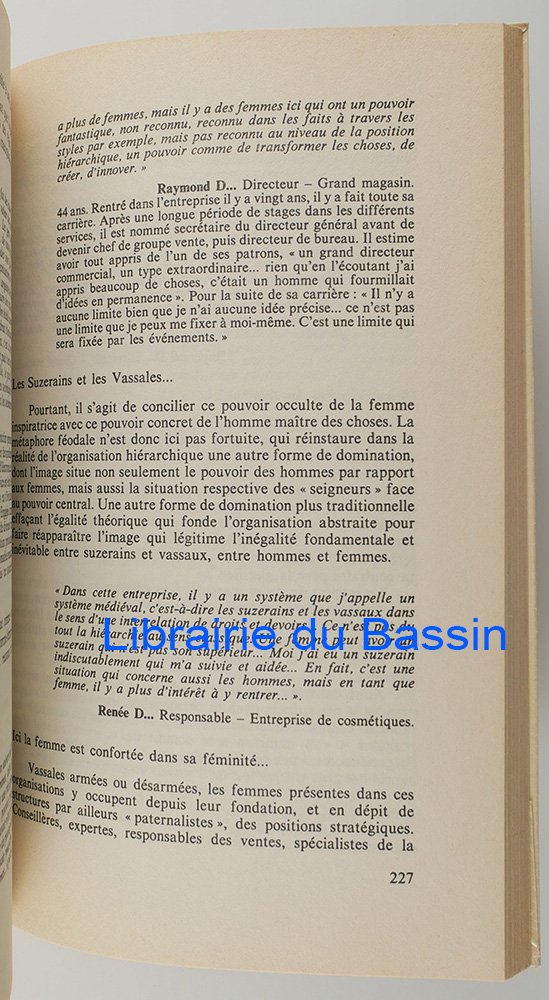 a plus de femmes, mais il y a des femmes ici qui ont un pouvoir
fantastique, non reconnu, reconnu dans les faits à travers les
styles par exemple, mais pas reconnu au niveau de la position
hiérarchique, un pouvoir comme de transformer les choses, de
créer, d'innover. »
Raymond D... Directeur – Grand magasin.
44 ans. Rentré dans l'entreprise il y a vingt ans, il y a fait toute sa
carrière. Après une longue période de stages dans les différents
services, il est nommé secrétaire du directeur général avant de
devenir chef de groupe vente, puis directeur de bureau. Il estime
avoir tout appris de l'un de ses patrons, « un grand directeur
commercial, un type extraordinaire... rien qu'en l'écoutant j'ai
appris beaucoup de choses, c'était un homme qui fourmillait
d'idées en permanence ». Pour la suite de sa carrière : « Il n'y a
aucune limite bien que je n'ai aucune idée précise... ce n'est pas
une limite que je peux me fixer à moi-même. C'est une limite qui
sera fixée par les événements. »
Les Suzerains et les Vassales...
Pourtant, il s'agit de concilier ce pouvoir occulte de la femme
inspiratrice avec ce pouvoir concret de l'homme maître des choses. La
métaphore féodale n'est donc ici pas fortuite, qui réinstaure dans la
réalité de l'organisation hiérarchique une autre forme de domination,
dont l'image situe non seulement le pouvoir des hommes par rapport
aux femmes, mais aussi la situation respective des « seigneurs » face
au pouvoir central. Une autre forme de domination plus traditionnelle
effaçant l'égalité théorique qui fonde l'organisation abstraite pour
faire réapparaître l'image qui légitime l'inégalité fondamentale et
inévitable entre suzerains et vassaux, entre hommes et femmes.
« Dans cette entreprise, il y a un système que j'appelle un
système médiéval, c'est-à-dire les suzerains et les vassaux dans
le sens d'une interrelation de droits et devoirs... Ce n'est pas du
tout la hiérarchie au sens classique. Une femme peut avoir un
suzerain qui n'est pas son supérieur... Moi j'ai eu un suzerain
indiscutablement qui m'a suivie et aidée... En fait, c'est une
situation qui concerne aussi les hommes, mais en tant que
femme, il y a plus d'intérêt à y rentrer... ».
Librairie du Bassin
Renée D... Responsable – Entreprise de cosmétiques.
Ici la femme est confortée dans sa féminité...
Vassales armées ou désarmées, les femmes présentes dans ces
organisations y occupent depuis leur fondation, et en dépit de
structures par ailleurs « paternalistes », des positions stratégiques.
Conseillères, expertes, responsables des ventes, spécialistes de la
227